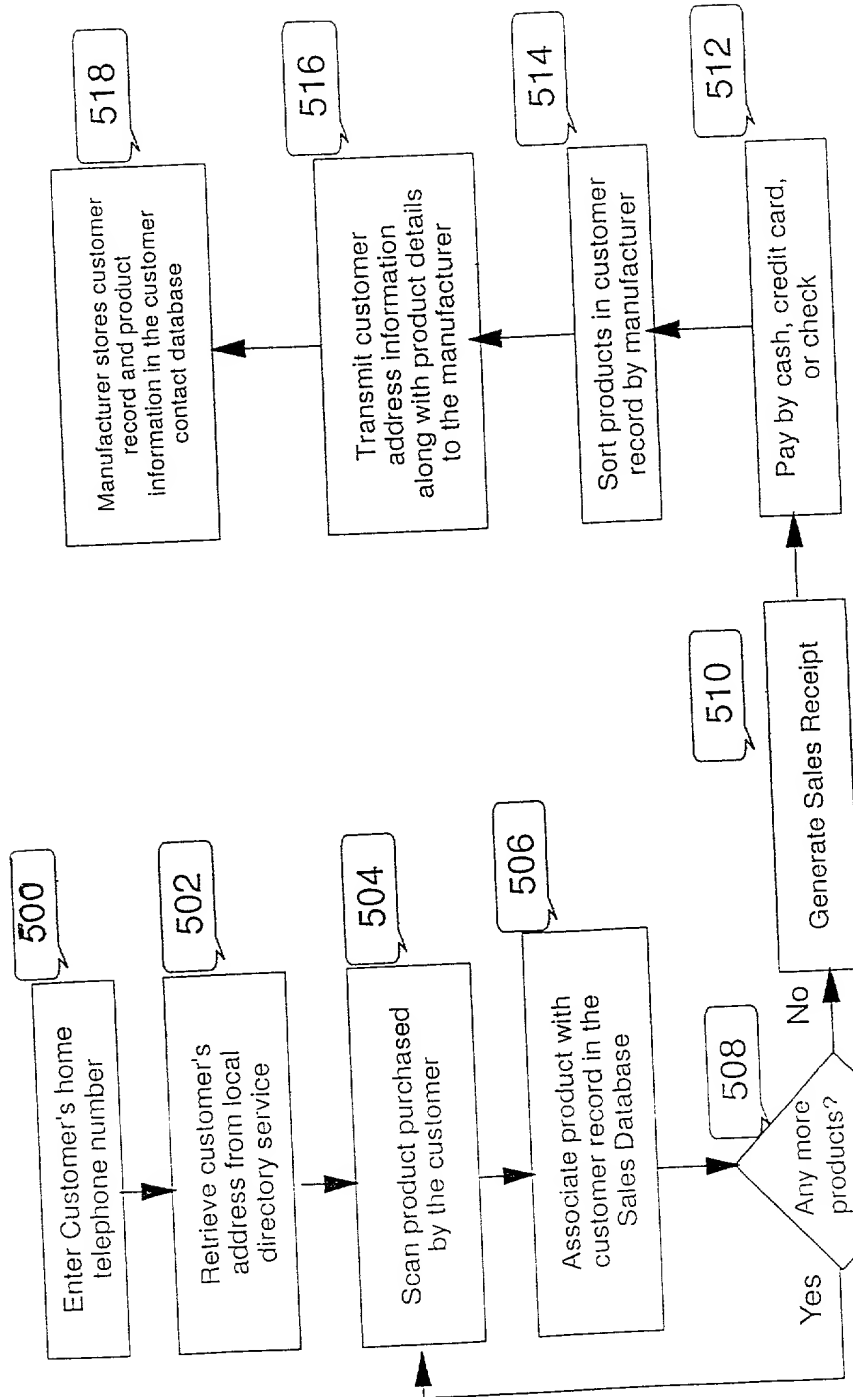 500
Enter Customer's home
telephone number
502
Retrieve customer's
address from local
directory service
504
Scan product purchased
by the customer
506
Associate product with
customer record in the
Sales Database
508
Any more
products?
Yes
No
510
Generate Sales Receipt
512
Pay by cash, credit card,
or check
514
Sort products in customer
record by manufacturer
516
Transmit customer
address information
along with product details
to the manufacturer
518
Manufacturer stores customer
record and product
information in the customer
contact database